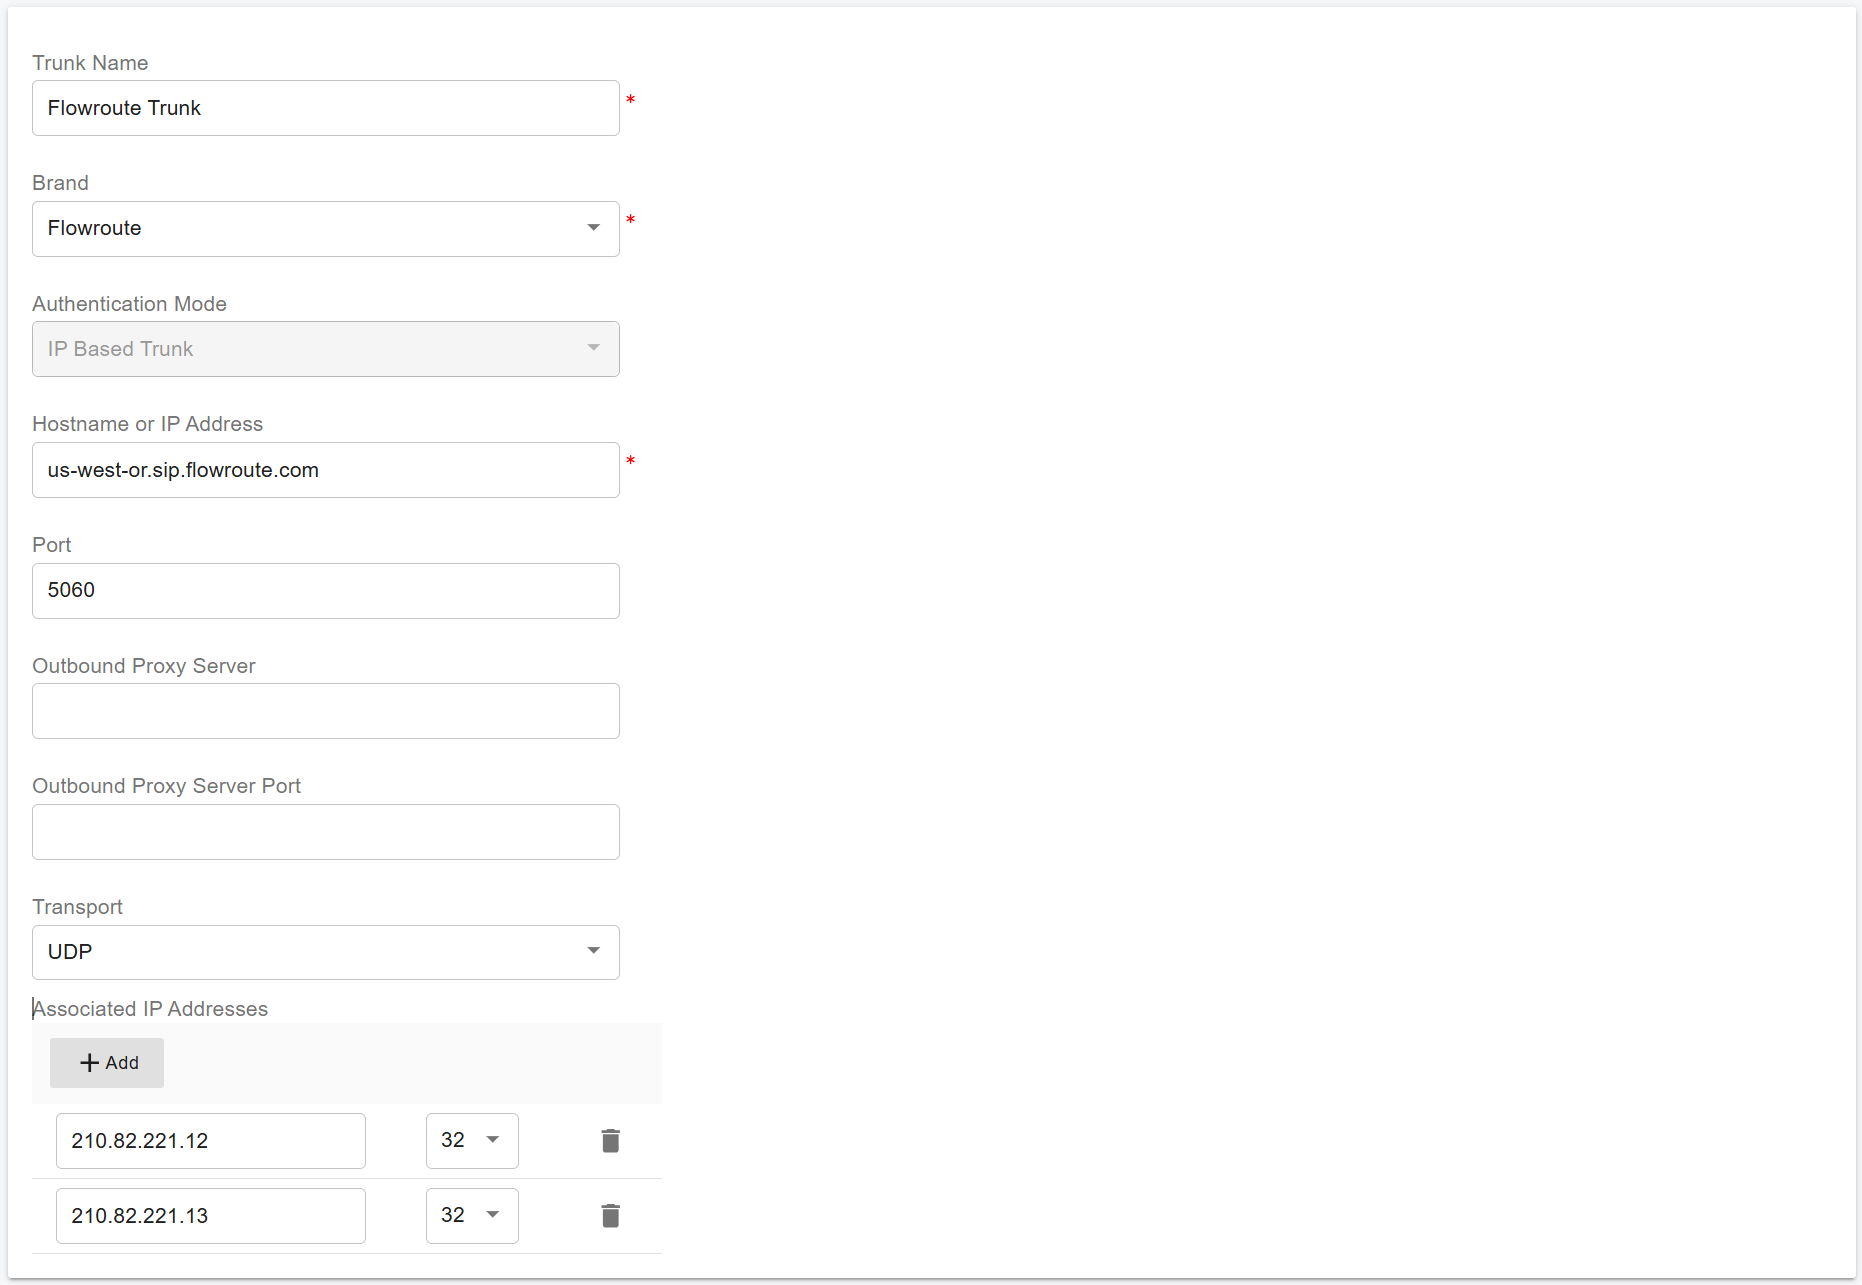 Trunk Name
Flowroute Trunk *
Brand
Flowroute *
Authentication Mode
IP Based Trunk
Hostname or IP Address
us-west-or.sip.flowroute.com *
Port
5060
Outbound Proxy Server
Outbound Proxy Server Port
Transport
UDP
Associated IP Addresses
+ Add
210.82.221.12 32
210.82.221.13 32